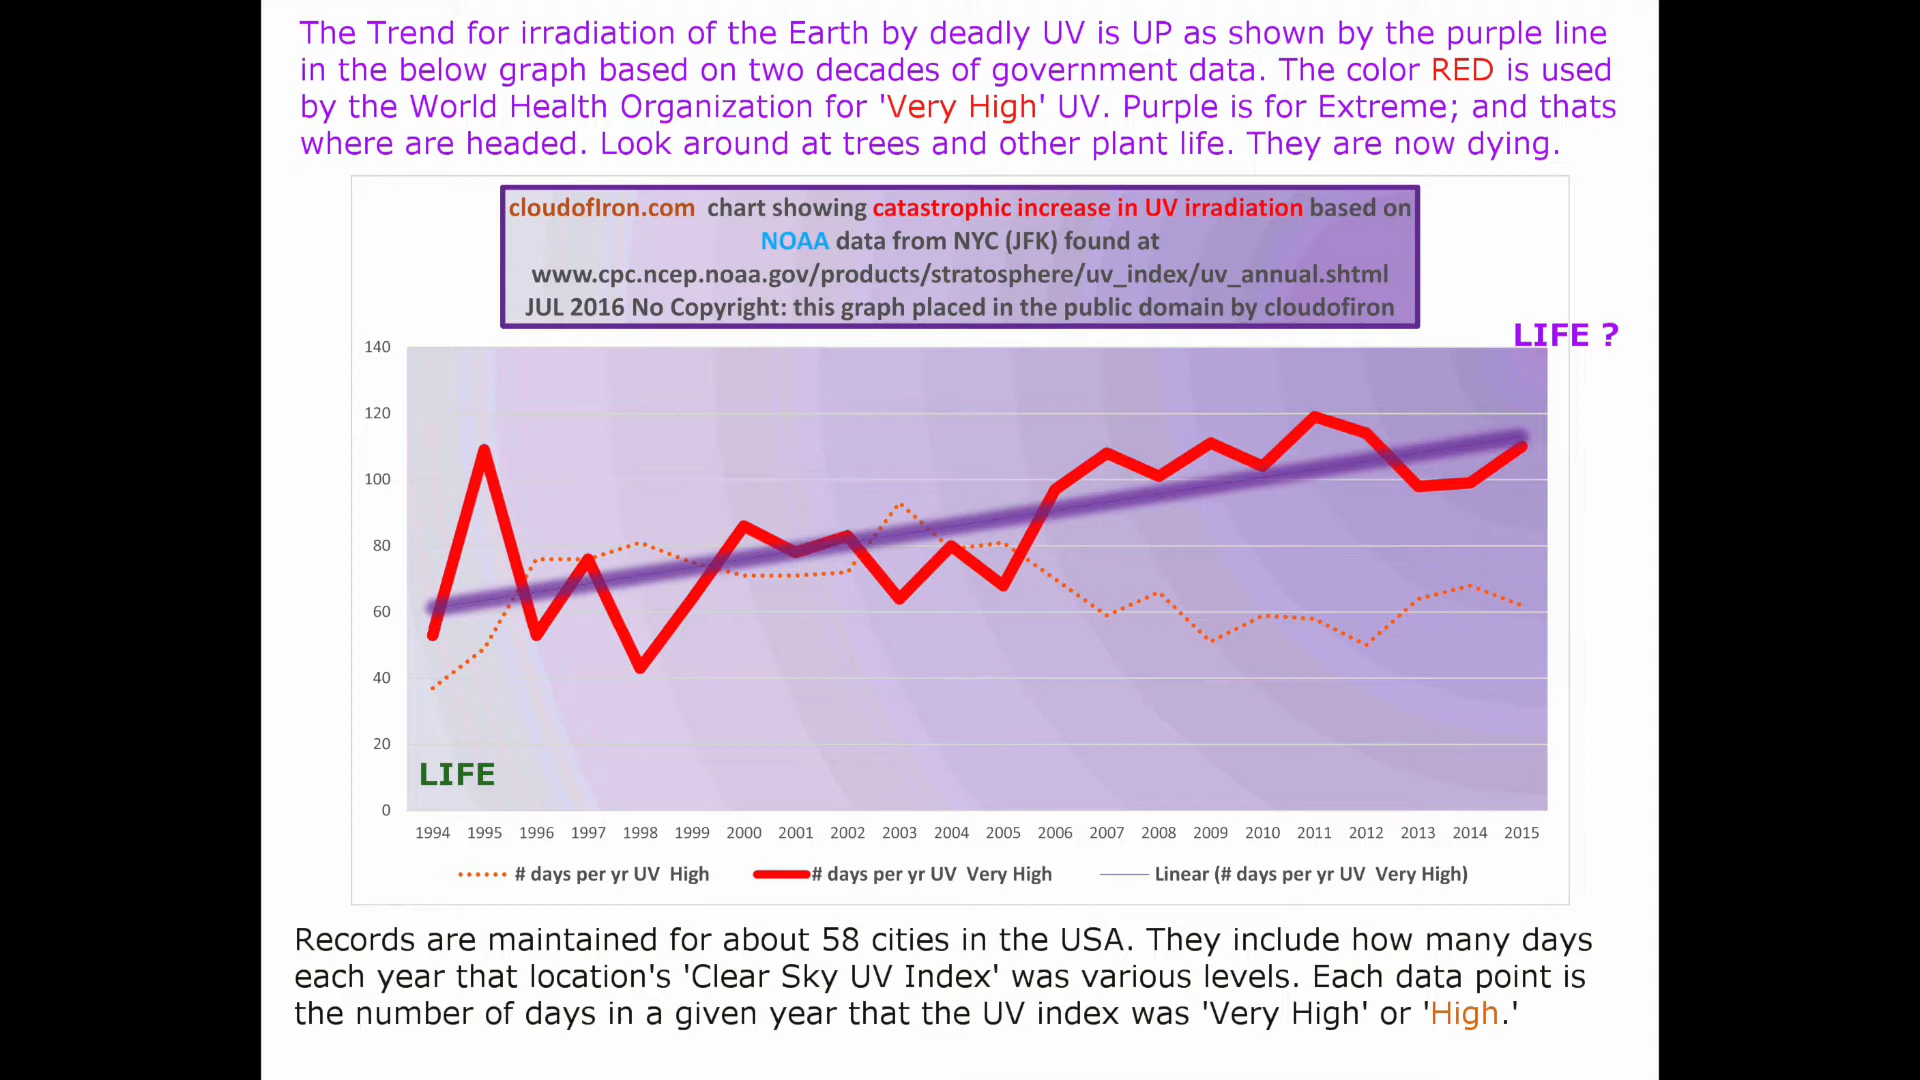 The Trend for irradiation of the Earth by deadly UV is UP as shown by the purple line
in the below graph based on two decades of government data. The color RED is used
by the World Health Organization for 'Very High' UV. Purple is for Extreme; and thats
where are headed. Look around at trees and other plant life. They are now dying.
cloudofIron.com chart showing catastrophic increase in UV irradiation based on
NOAA data from NYC (JFK) found at
www.cpc.ncep.noaa.gov/products/stratosphere/uv_index/uv_annual.shtml
JUL 2016 No Copyright: this graph placed in the public domain by cloudofiron
LIFE ?
140
120
100
80
60
40
20
0
LIFE
1994 1995 1996 1997 1998 1999 2000 2001 2002 2003 2004 2005 2006 2007 2008 2009 2010 2011 2012 2013 2014 2015
# days per yr UV High # days per yr UV Very High Linear (# days per yr UV Very High)
Records are maintained for about 58 cities in the USA. They include how many days
each year that location's 'Clear Sky UV Index' was various levels. Each data point is
the number of days in a given year that the UV index was 'Very High' or 'High.'